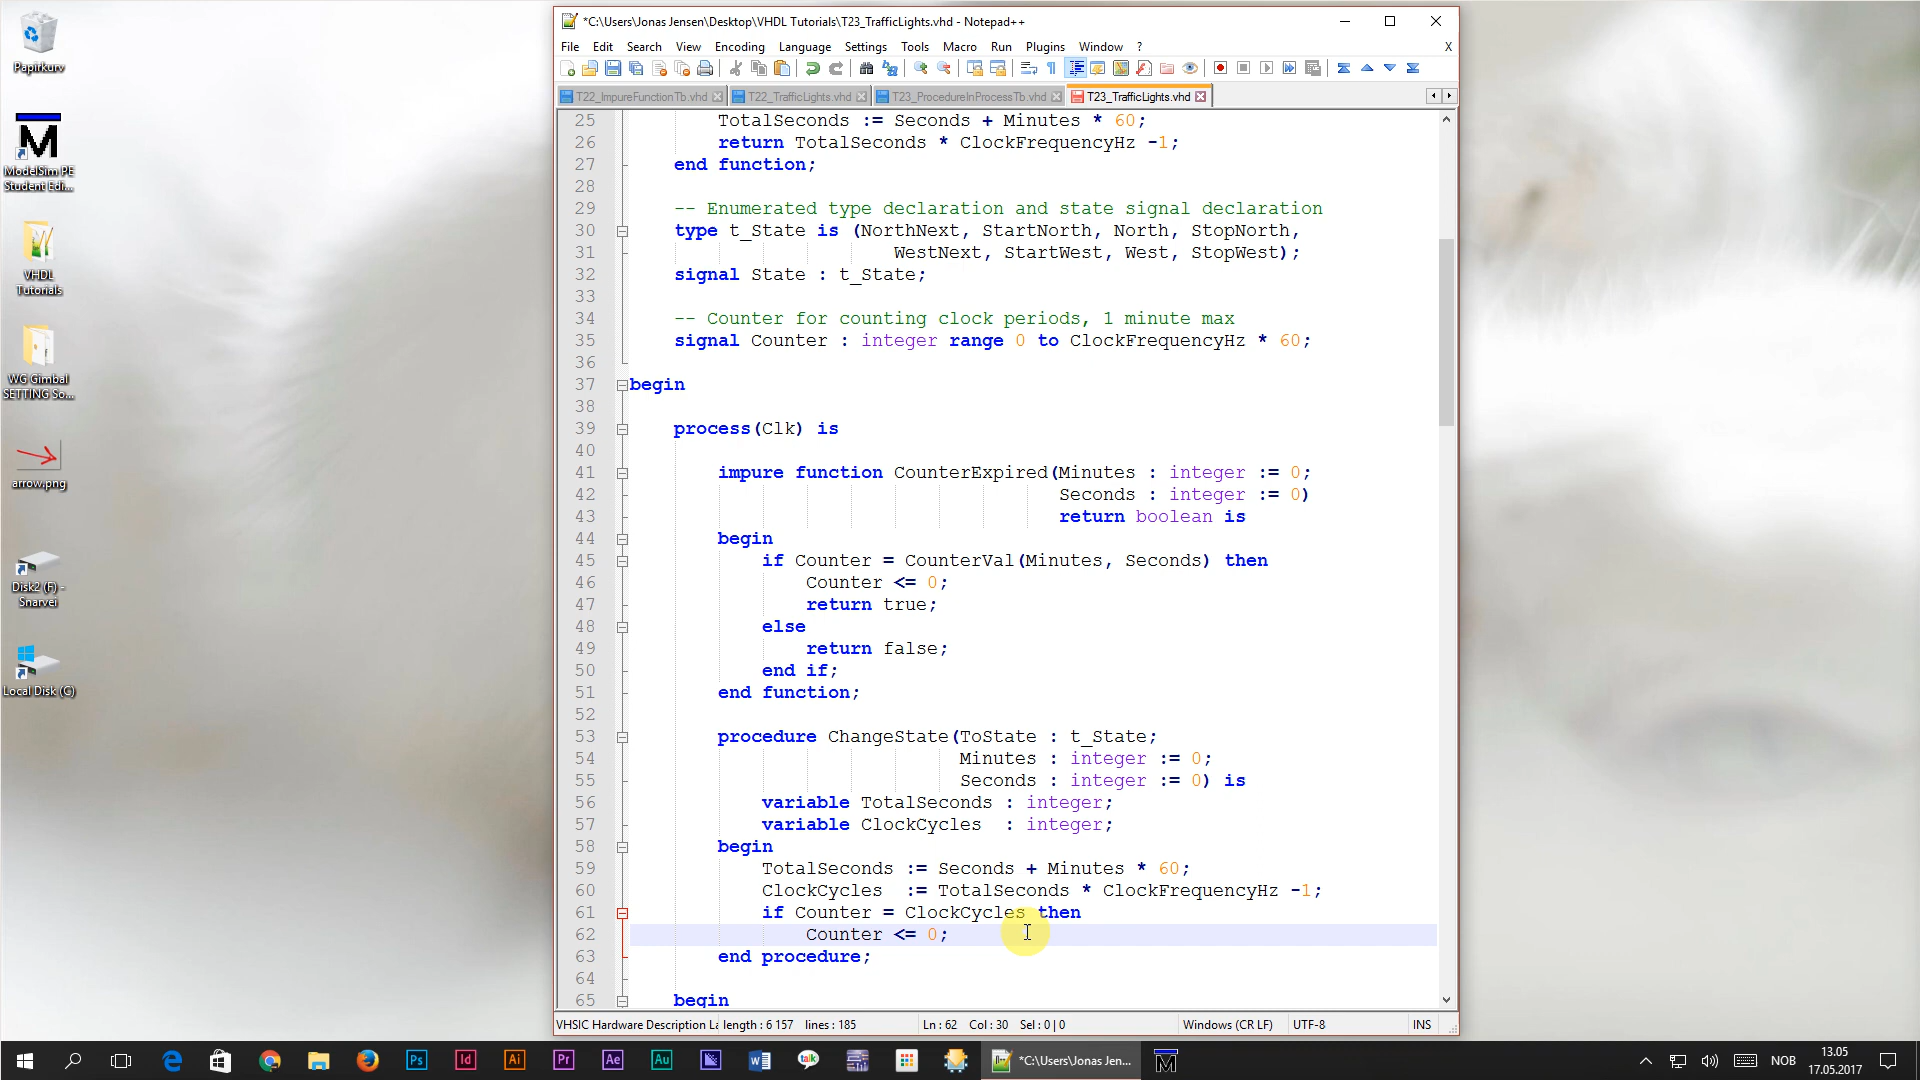 *C:\Users\Jonas Jensen\Desktop\VHDL Tutorials\T23_TrafficLights.vhd - Notepad++
File Edit Search View Encoding Language Settings Tools Macro Run Plugins Window ? X
T22_ImpureFunctionTb.vhd T22_TrafficLights.vhd T23_ProcedureInProcessTb.vhd T23_TrafficLights.vhd
25 TotalSeconds := Seconds + Minutes * 60;
26 return TotalSeconds * ClockFrequencyHz -1;
27 end function;
28
29 -- Enumerated type declaration and state signal declaration
30 type t_State is (NorthNext, StartNorth, North, StopNorth,
31 WestNext, StartWest, West, StopWest);
32 signal State : t_State;
33
34 -- Counter for counting clock periods, 1 minute max
35 signal Counter : integer range 0 to ClockFrequencyHz * 60;
36
37 begin
38
39 process(Clk) is
40
41 impure function CounterExpired(Minutes : integer := 0;
42 Seconds : integer := 0)
43 return boolean is
44 begin
45 if Counter = CounterVal(Minutes, Seconds) then
46 Counter <= 0;
47 return true;
48 else
49 return false;
50 end if;
51 end function;
52
53 procedure ChangeState(ToState : t_State;
54 Minutes : integer := 0;
55 Seconds : integer := 0) is
56 variable TotalSeconds : integer;
57 variable ClockCycles  : integer;
58 begin
59 TotalSeconds := Seconds + Minutes * 60;
60 ClockCycles  := TotalSeconds * ClockFrequencyHz -1;
61 if Counter = ClockCycles then
62 Counter <= 0;
63 end procedure;
64
65 begin
VHSIC Hardware Description La length : 6 157 lines : 185 Ln : 62 Col : 30 Sel : 0 | 0 Windows (CR LF) UTF-8 INS
Papirkurv
ModelSim PE
Student Edi...
VHDL
Tutorials
WG Gimbal
SETTING So...
arrow.png
Disk2 (F) -
Snarvei
Local Disk (C)
Ps Id Ai Pr Ae Au talk *C:\Users\Jonas Jen... NOB
13.05
17.05.2017